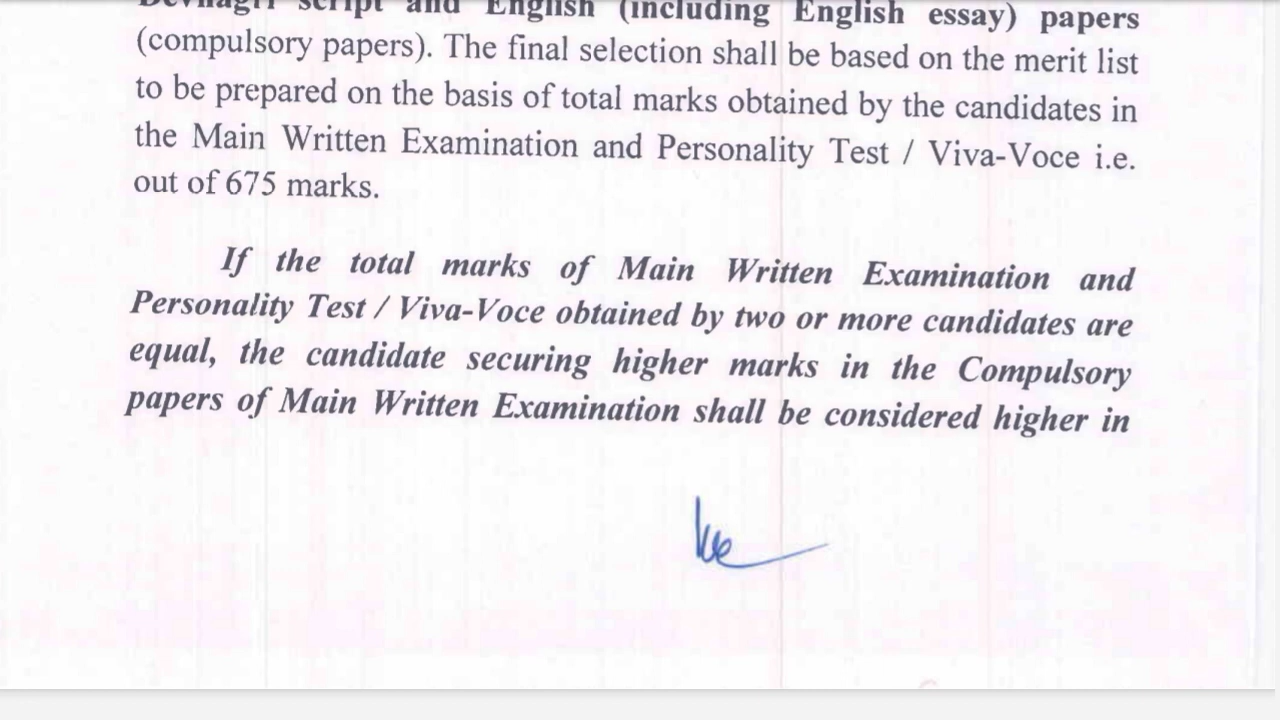 Devnagri script and English (including English essay) papers
(compulsory papers). The final selection shall be based on the merit list
to be prepared on the basis of total marks obtained by the candidates in
the Main Written Examination and Personality Test / Viva-Voce i.e.
out of 675 marks.
If the total marks of Main Written Examination and
Personality Test / Viva-Voce obtained by two or more candidates are
equal, the candidate securing higher marks in the Compulsory
papers of Main Written Examination shall be considered higher in